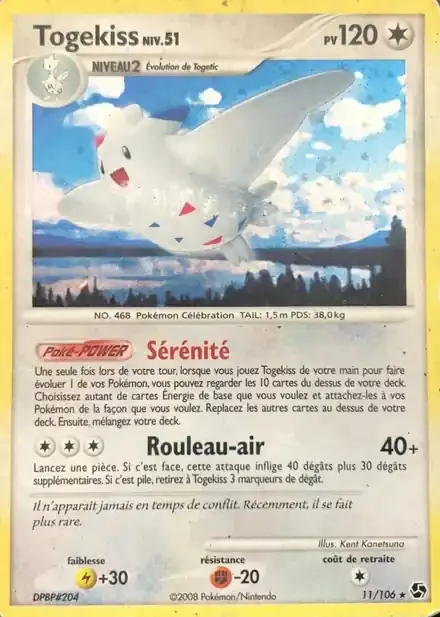 Togekiss NIV.51
PV 120
NIVEAU 2 Évolution de Togetic
NO. 468 Pokémon Célébration TAIL: 1,5 m PDS: 38,0 kg
Poké-POWER Sérénité
Une seule fois lors de votre tour, lorsque vous jouez Togekiss de votre main pour faire
évoluer 1 de vos Pokémon, vous pouvez regarder les 10 cartes du dessus de votre deck.
Choisissez autant de cartes Énergie de base que vous voulez et attachez-les à vos
Pokémon de la façon que vous voulez. Replacez les autres cartes au dessus de votre
deck. Ensuite, mélangez votre deck.
Rouleau-air 40+
Lancez une pièce. Si c'est face, cette attaque inflige 40 dégâts plus 30 dégâts
supplémentaires. Si c'est pile, retirez à Togekiss 3 marqueurs de dégât.
Il n'apparaît jamais en temps de conflit. Récemment, il se fait
plus rare.
Illus. Kent Kanetsuna
faiblesse résistance coût de retraite
+30 -20
DPBP#204 ©2008 Pokémon/Nintendo 11/106 ★